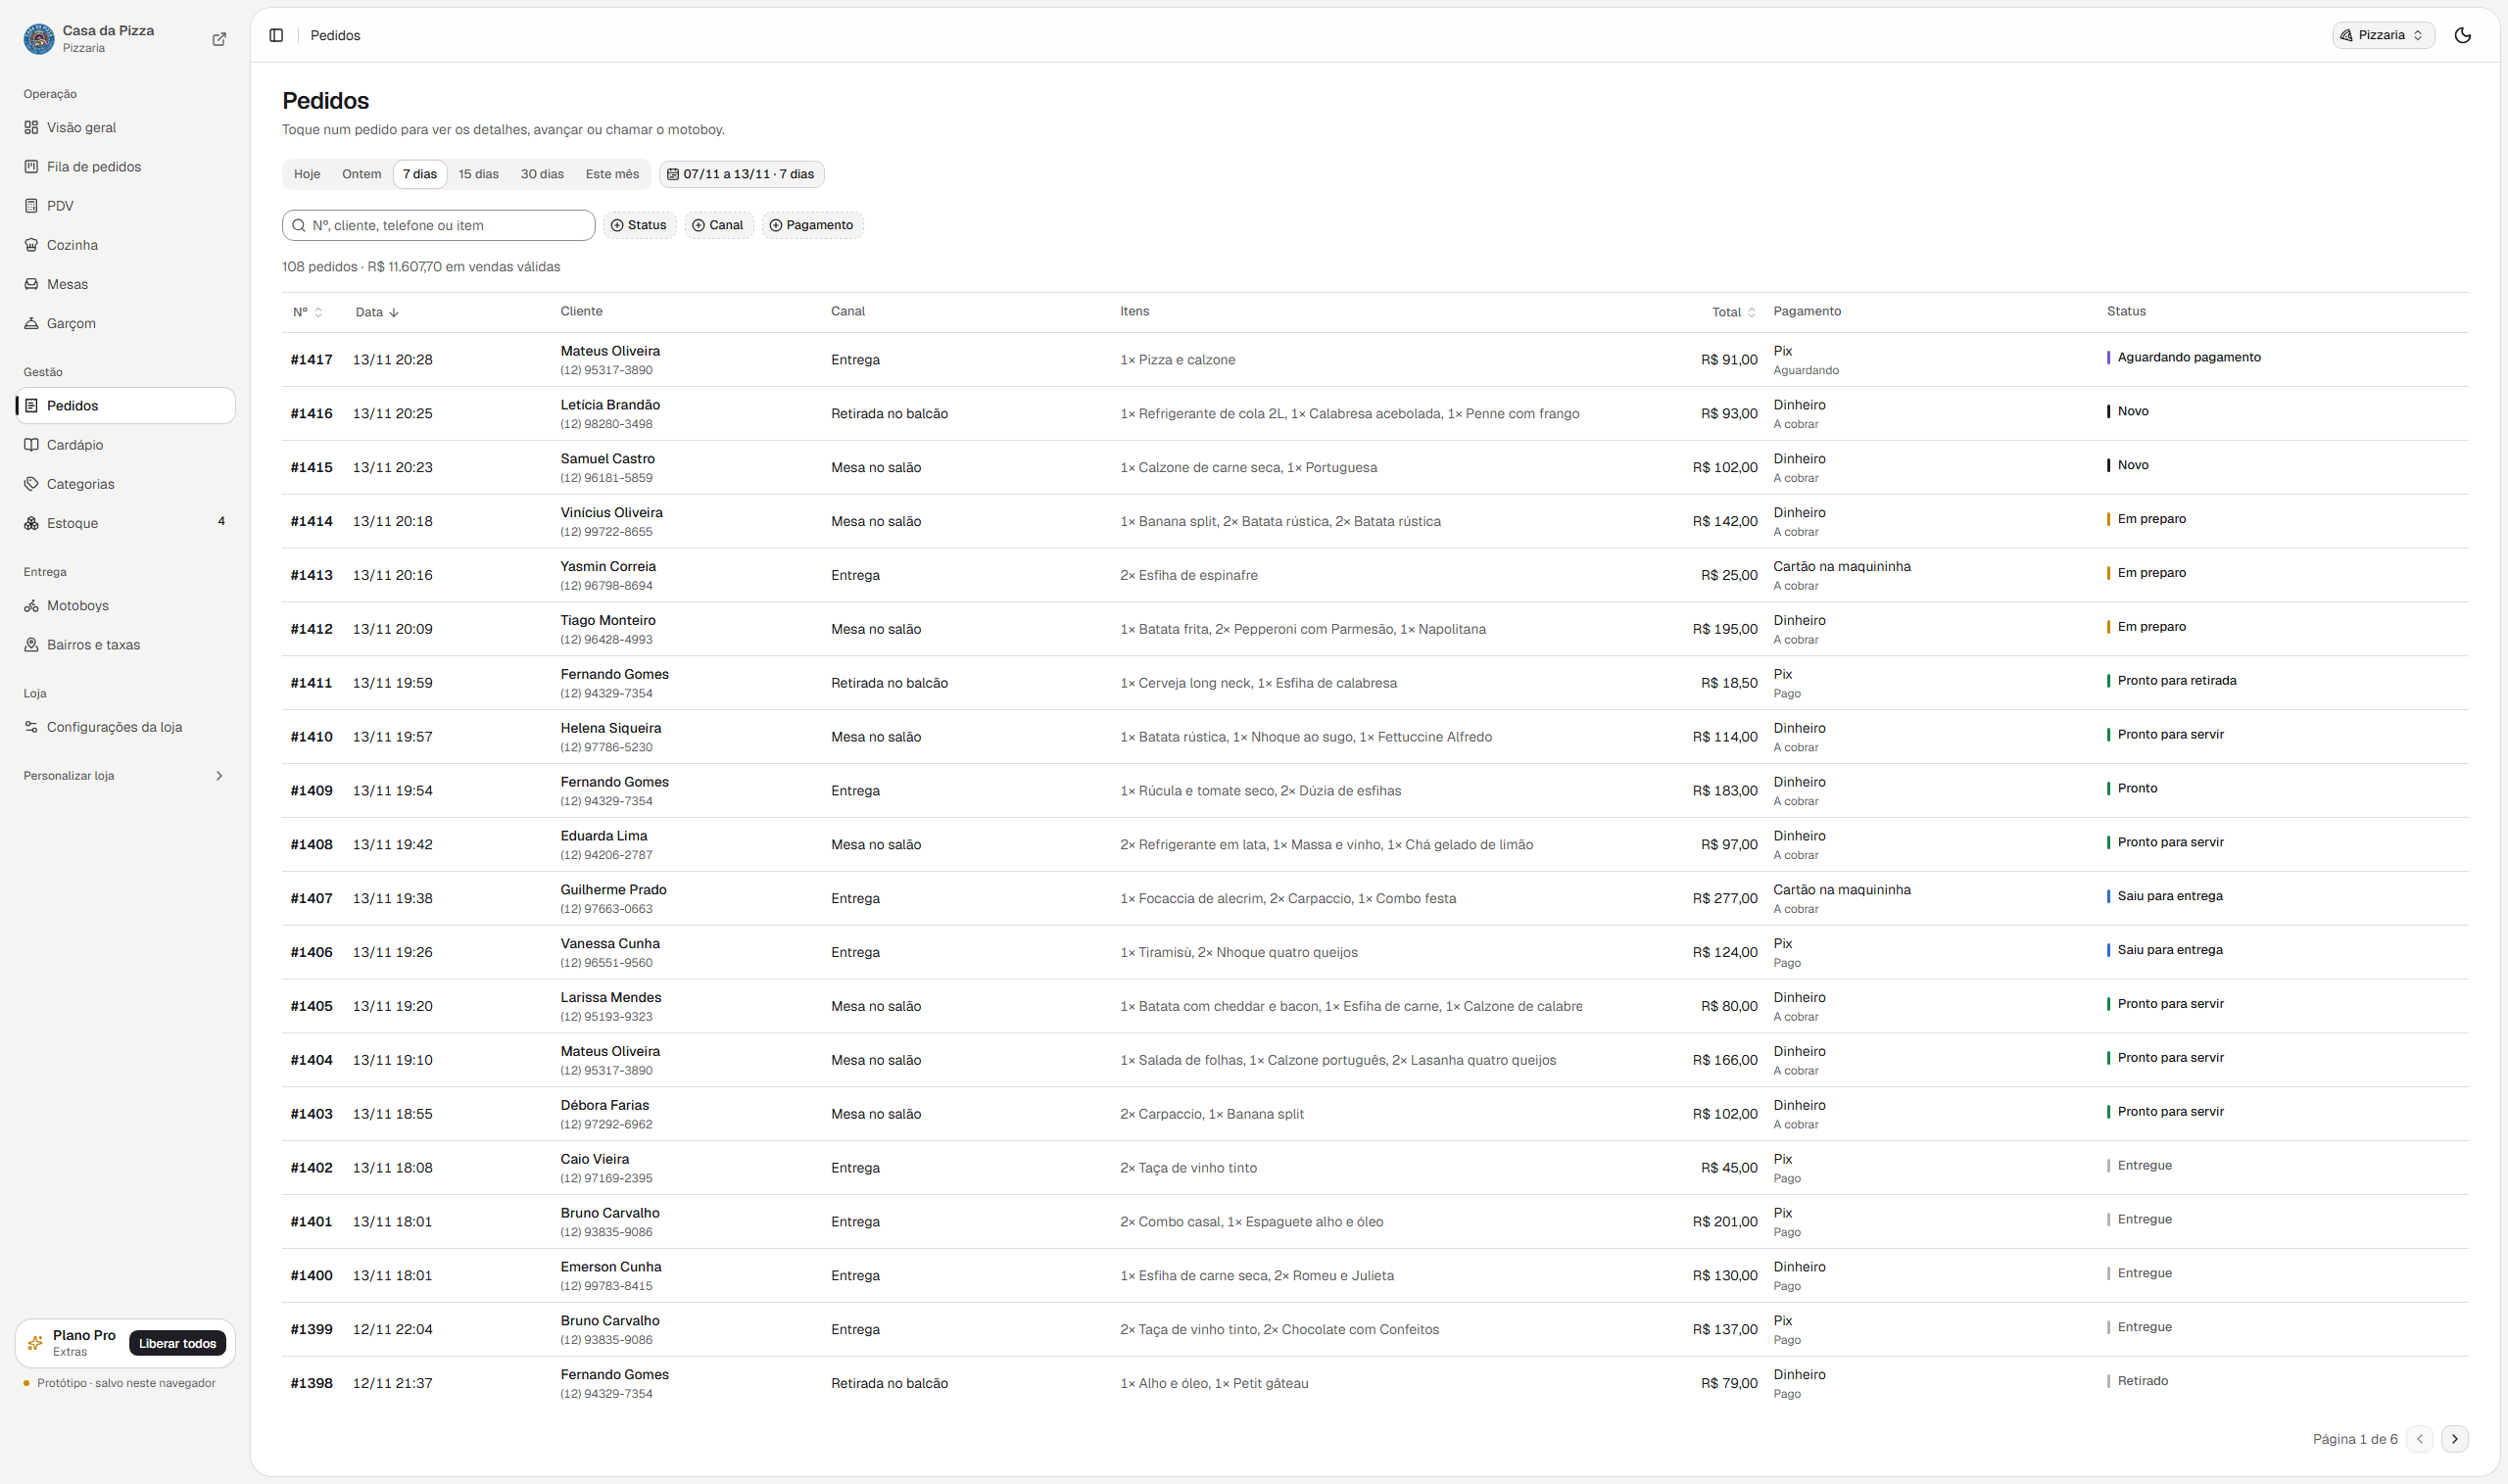 Casa da Pizza
Pizzaria
Operação
Visão geral
Fila de pedidos
PDV
Cozinha
Mesas
Garçom
Gestão
Pedidos
Cardápio
Categorias
Estoque 4
Entrega
Motoboys
Bairros e taxas
Loja
Configurações da loja
Personalizar loja
Plano Pro
Extras
Liberar todos
Protótipo · salvo neste navegador
Pedidos
Pizzaria
Pedidos
Toque num pedido para ver os detalhes, avançar ou chamar o motoboy.
Hoje Ontem 7 dias 15 dias 30 dias Este mês 07/11 a 13/11 · 7 dias
Nº, cliente, telefone ou item Status Canal Pagamento
108 pedidos · R$ 11.607,70 em vendas válidas
Nº Data Cliente Canal Itens Total Pagamento Status
#1417 13/11 20:28 Mateus Oliveira (12) 95317-3890 Entrega 1× Pizza e calzone R$ 91,00 Pix Aguardando Aguardando pagamento
#1416 13/11 20:25 Letícia Brandão (12) 98280-3498 Retirada no balcão 1× Refrigerante de cola 2L, 1× Calabresa acebolada, 1× Penne com frango R$ 93,00 Dinheiro A cobrar Novo
#1415 13/11 20:23 Samuel Castro (12) 96181-5859 Mesa no salão 1× Calzone de carne seca, 1× Portuguesa R$ 102,00 Dinheiro A cobrar Novo
#1414 13/11 20:18 Vinícius Oliveira (12) 99722-8655 Mesa no salão 1× Banana split, 2× Batata rústica, 2× Batata rústica R$ 142,00 Dinheiro A cobrar Em preparo
#1413 13/11 20:16 Yasmin Correia (12) 96798-8694 Entrega 2× Esfiha de espinafre R$ 25,00 Cartão na maquininha A cobrar Em preparo
#1412 13/11 20:09 Tiago Monteiro (12) 96428-4993 Mesa no salão 1× Batata frita, 2× Pepperoni com Parmesão, 1× Napolitana R$ 195,00 Dinheiro A cobrar Em preparo
#1411 13/11 19:59 Fernando Gomes (12) 94329-7354 Retirada no balcão 1× Cerveja long neck, 1× Esfiha de calabresa R$ 18,50 Pix Pago Pronto para retirada
#1410 13/11 19:57 Helena Siqueira (12) 97786-5230 Mesa no salão 1× Batata rústica, 1× Nhoque ao sugo, 1× Fettuccine Alfredo R$ 114,00 Dinheiro A cobrar Pronto para servir
#1409 13/11 19:54 Fernando Gomes (12) 94329-7354 Entrega 1× Rúcula e tomate seco, 2× Dúzia de esfihas R$ 183,00 Dinheiro A cobrar Pronto
#1408 13/11 19:42 Eduarda Lima (12) 94206-2787 Mesa no salão 2× Refrigerante em lata, 1× Massa e vinho, 1× Chá gelado de limão R$ 97,00 Dinheiro A cobrar Pronto para servir
#1407 13/11 19:38 Guilherme Prado (12) 97663-0663 Entrega 1× Focaccia de alecrim, 2× Carpaccio, 1× Combo festa R$ 277,00 Cartão na maquininha A cobrar Saiu para entrega
#1406 13/11 19:26 Vanessa Cunha (12) 96551-9560 Entrega 1× Tiramisù, 2× Nhoque quatro queijos R$ 124,00 Pix Pago Saiu para entrega
#1405 13/11 19:20 Larissa Mendes (12) 95193-9323 Mesa no salão 1× Batata com cheddar e bacon, 1× Esfiha de carne, 1× Calzone de calabre R$ 80,00 Dinheiro A cobrar Pronto para servir
#1404 13/11 19:10 Mateus Oliveira (12) 95317-3890 Mesa no salão 1× Salada de folhas, 1× Calzone português, 2× Lasanha quatro queijos R$ 166,00 Dinheiro A cobrar Pronto para servir
#1403 13/11 18:55 Débora Farias (12) 97292-6962 Mesa no salão 2× Carpaccio, 1× Banana split R$ 102,00 Dinheiro A cobrar Pronto para servir
#1402 13/11 18:08 Caio Vieira (12) 97169-2395 Entrega 2× Taça de vinho tinto R$ 45,00 Pix Pago Entregue
#1401 13/11 18:01 Bruno Carvalho (12) 93835-9086 Entrega 2× Combo casal, 1× Espaguete alho e óleo R$ 201,00 Pix Pago Entregue
#1400 13/11 18:01 Emerson Cunha (12) 99783-8415 Entrega 1× Esfiha de carne seca, 2× Romeu e Julieta R$ 130,00 Dinheiro Pago Entregue
#1399 12/11 22:04 Bruno Carvalho (12) 93835-9086 Entrega 2× Taça de vinho tinto, 2× Chocolate com Confeitos R$ 137,00 Pix Pago Entregue
#1398 12/11 21:37 Fernando Gomes (12) 94329-7354 Retirada no balcão 1× Alho e óleo, 1× Petit gâteau R$ 79,00 Dinheiro Pago Retirado
Página 1 de 6